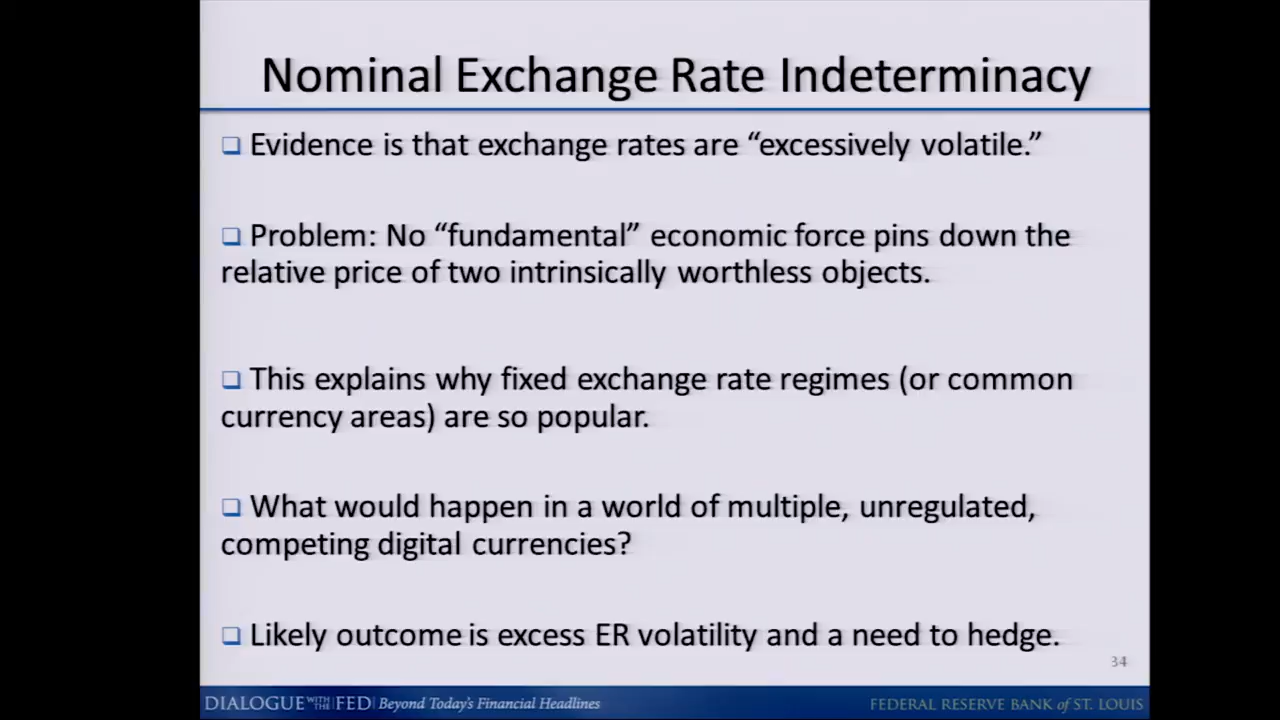 Nominal Exchange Rate Indeterminacy
❑ Evidence is that exchange rates are “excessively volatile.”
❑ Problem: No “fundamental” economic force pins down the
relative price of two intrinsically worthless objects.
❑ This explains why fixed exchange rate regimes (or common
currency areas) are so popular.
❑ What would happen in a world of multiple, unregulated,
competing digital currencies?
❑ Likely outcome is excess ER volatility and a need to hedge.
34
DIALOGUE WITH THE FED | Beyond Today's Financial Headlines
FEDERAL RESERVE BANK of ST. LOUIS